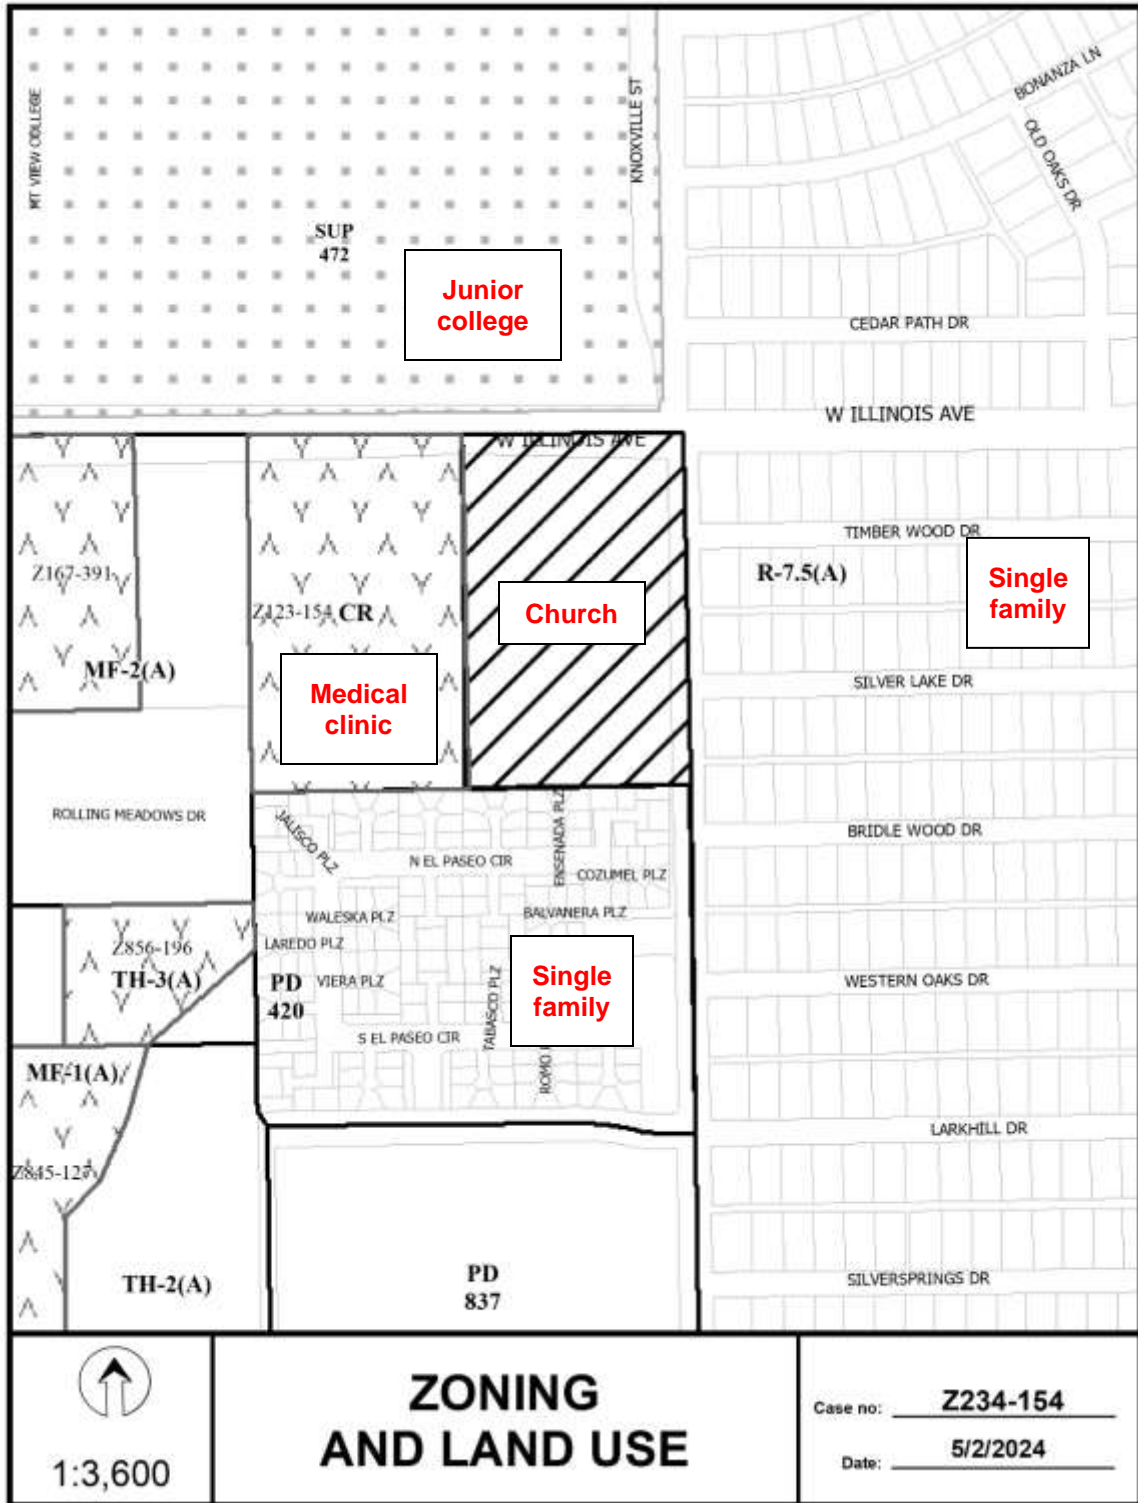 MT VIEW COLLEGE
KNOXVILLE ST
BONANZA LN
OLD OAKS DR
SUP
472
Junior
college
CEDAR PATH DR
W ILLINOIS AVE
W ILLINOIS AVE
TIMBER WOOD DR
Z167-391
Z123-154
CR
Church
R-7.5(A)
Single
family
MF-2(A)
Medical
clinic
SILVER LAKE DR
ROLLING MEADOWS DR
JALISCO PLZ
N EL PASEO CIR
ENSENADA PLZ
COZUMEL PLZ
BRIDLE WOOD DR
WALESKA PLZ
BALVANERA PLZ
Z856-196
LAREDO PLZ
TH-3(A)
PD
420
VIERA PLZ
TABASCO PLZ
Single
family
WESTERN OAKS DR
S EL PASEO CIR
ROMO
MF-1(A)
LARKHILL DR
Z845-127
TH-2(A)
PD
837
SILVERSPRINGS DR
1:3,600
ZONING
AND LAND USE
Case no: Z234-154
Date: 5/2/2024